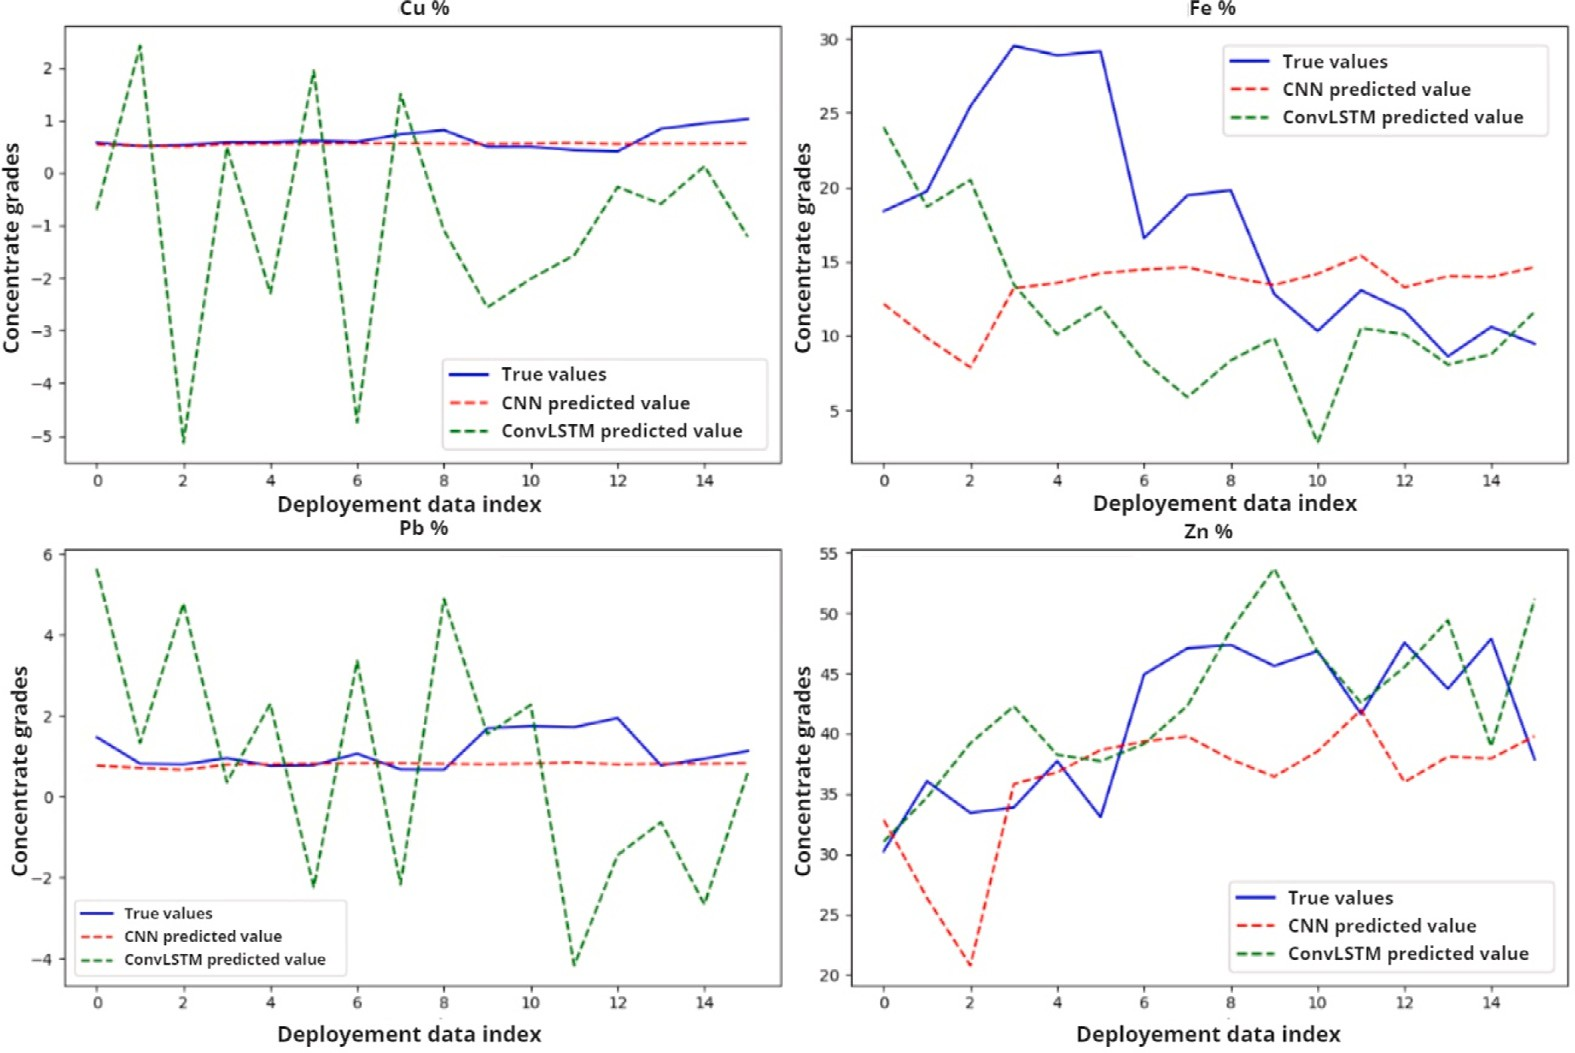 Cu %
2
1
0
−1
−2
−3
−4
−5
Concentrate grades
True values
CNN predicted value
ConvLSTM predicted value
0 2 4 6 8 10 12 14
Deployement data index
Fe %
30
25
20
15
10
5
Concentrate grades
True values
CNN predicted value
ConvLSTM predicted value
0 2 4 6 8 10 12 14
Deployement data index
Pb %
6
4
2
0
−2
−4
Concentrate grades
True values
CNN predicted value
ConvLSTM predicted value
0 2 4 6 8 10 12 14
Deployement data index
Zn %
55
50
45
40
35
30
25
20
Concentrate grades
True values
CNN predicted value
ConvLSTM predicted value
0 2 4 6 8 10 12 14
Deployement data index